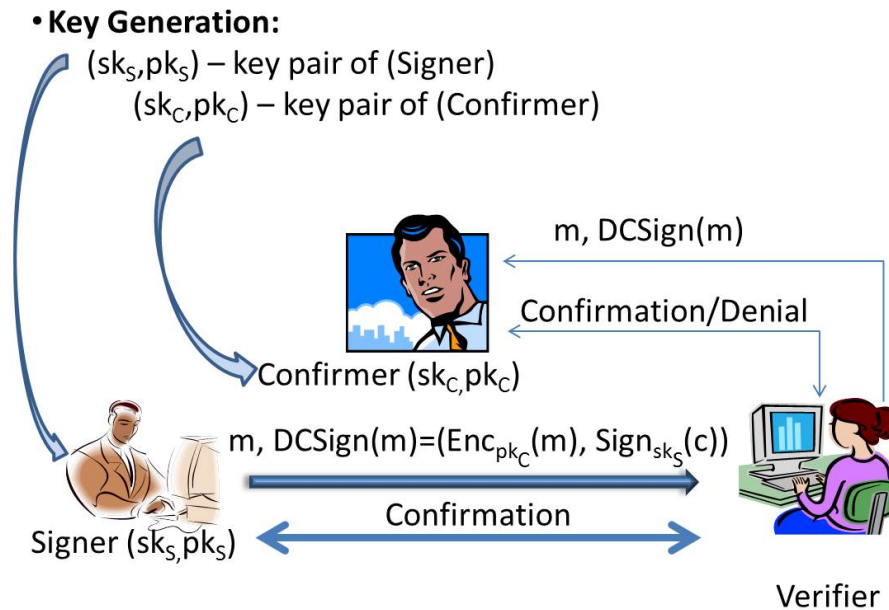 • Key Generation:
(skS,pkS) – key pair of (Signer)
(skC,pkC) – key pair of (Confirmer)
m, DCSign(m)
Confirmation/Denial
Confirmer (skC,pkC)
m, DCSign(m)=(EncpkC(m), SignskS(c))
Confirmation
Signer (skS,pkS)
Verifier